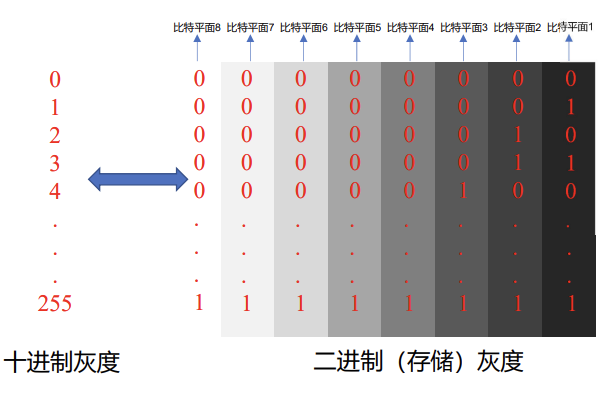 比特平面8 比特平面7 比特平面6 比特平面5 比特平面4 比特平面3 比特平面2 比特平面1
0 0 0 0 0 0 0 0 0
1 0 0 0 0 0 0 0 1
2 0 0 0 0 0 0 1 0
3 0 0 0 0 0 0 1 1
4 0 0 0 0 0 1 0 0
. . . . . . . . .
. . . . . . . . .
. . . . . . . . .
255 1 1 1 1 1 1 1 1
十进制灰度 二进制（存储）灰度